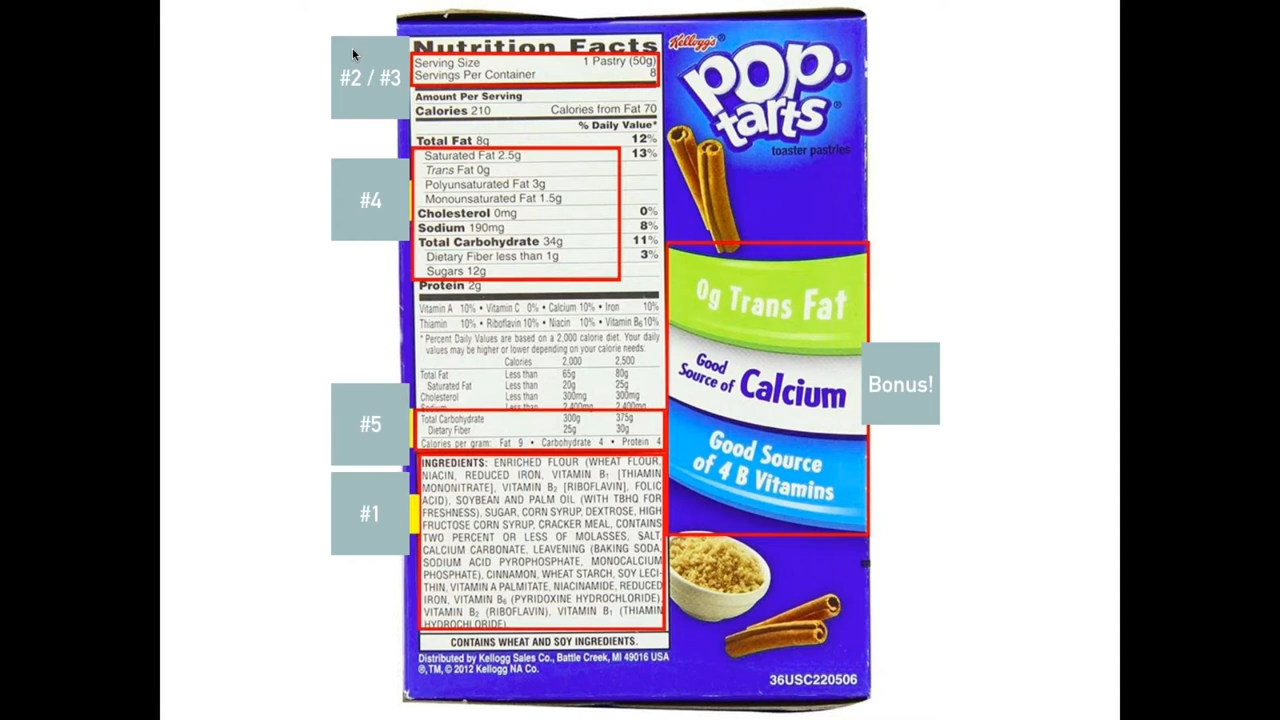 #2 / #3
#4
#5
#1
Nutrition Facts
Serving Size 1 Pastry (50g)
Servings Per Container 8
Amount Per Serving
Calories 210 Calories from Fat 70
% Daily Value*
Total Fat 8g 12%
Saturated Fat 2.5g 13%
Trans Fat 0g
Polyunsaturated Fat 3g
Monounsaturated Fat 1.5g
Cholesterol 0mg 0%
Sodium 190mg 8%
Total Carbohydrate 34g 11%
Dietary Fiber less than 1g 3%
Sugars 12g
Protein 2g
Vitamin A 10% • Vitamin C 0% • Calcium 10% • Iron 10%
Thiamin 10% • Riboflavin 10% • Niacin 10% • Vitamin B6 10%
* Percent Daily Values are based on a 2,000 calorie diet. Your daily
values may be higher or lower depending on your calorie needs:
Calories 2,000 2,500
Total Fat Less than 65g 80g
Saturated Fat Less than 20g 25g
Cholesterol Less than 300mg 300mg
Sodium Less than 2,400mg 2,400mg
Total Carbohydrate 300g 375g
Dietary Fiber 25g 30g
Calories per gram: Fat 9 • Carbohydrate 4 • Protein 4
INGREDIENTS: ENRICHED FLOUR (WHEAT FLOUR,
NIACIN, REDUCED IRON, VITAMIN B1 [THIAMIN
MONONITRATE], VITAMIN B2 [RIBOFLAVIN], FOLIC
ACID), SOYBEAN AND PALM OIL (WITH TBHQ FOR
FRESHNESS), SUGAR, CORN SYRUP, DEXTROSE, HIGH
FRUCTOSE CORN SYRUP, CRACKER MEAL, CONTAINS
TWO PERCENT OR LESS OF MOLASSES, SALT,
CALCIUM CARBONATE, LEAVENING (BAKING SODA,
SODIUM ACID PYROPHOSPHATE, MONOCALCIUM
PHOSPHATE), CINNAMON, WHEAT STARCH, SOY LECI-
THIN, VITAMIN A PALMITATE, NIACINAMIDE, REDUCED
IRON, VITAMIN B6 (PYRIDOXINE HYDROCHLORIDE),
VITAMIN B2 (RIBOFLAVIN), VITAMIN B1 (THIAMIN
HYDROCHLORIDE).
CONTAINS WHEAT AND SOY INGREDIENTS.
Distributed by Kellogg Sales Co., Battle Creek, MI 49016 USA
®, TM, © 2012 Kellogg NA Co.
Kellogg's®
pop.
tarts®
toaster pastries
0g Trans Fat
Good
Source of Calcium
Good Source
of 4 B Vitamins
Bonus!
36USC220506